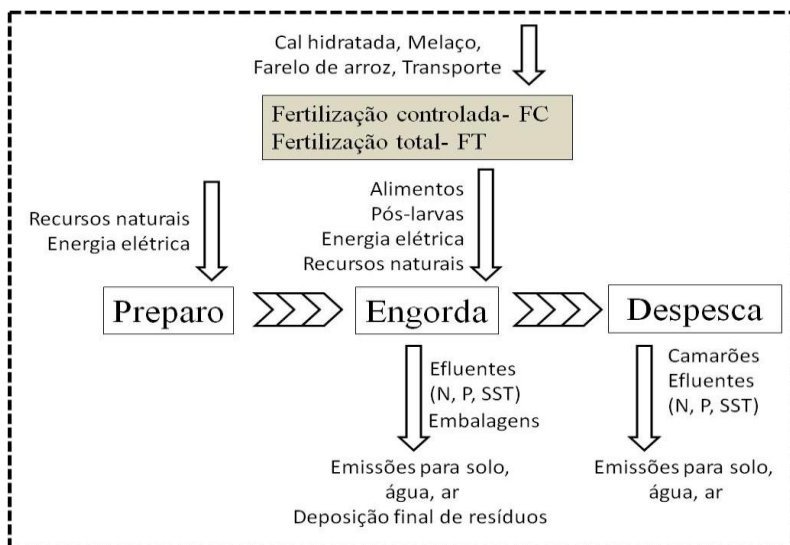 Cal hidratada, Melaço,
Farelo de arroz, Transporte
Fertilização controlada- FC
Fertilização total- FT
Recursos naturais
Energia elétrica
Alimentos
Pós-larvas
Energia elétrica
Recursos naturais
Preparo
Engorda
Despesca
Efluentes
(N, P, SST)
Embalagens
Emissões para solo,
água, ar
Deposição final de resíduos
Camarões
Efluentes
(N, P, SST)
Emissões para solo,
água, ar